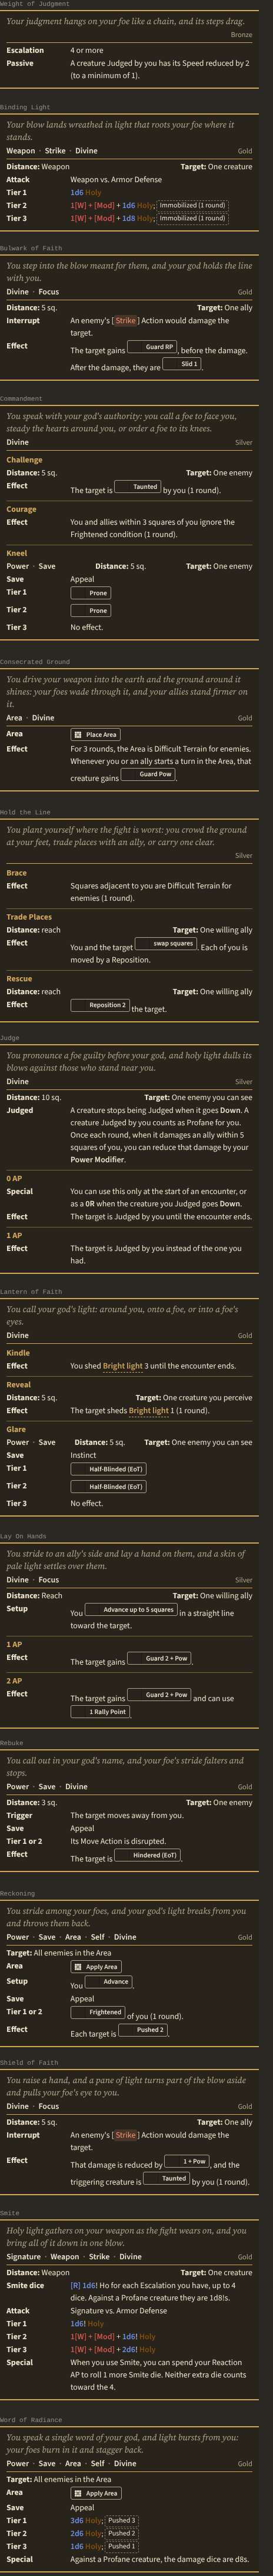 Weight of Judgment
Your judgment hangs on your foe like a chain, and its steps drag.
Bronze
Escalation 4 or more
Passive A creature Judged by you has its Speed reduced by 2
(to a minimum of 1).
Binding Light
Your blow lands wreathed in light that roots your foe where it
stands.
Weapon · Strike · Divine Gold
Distance: Weapon Target: One creature
Attack Weapon vs. Armor Defense
Tier 1 1d6 Holy
Tier 2 1[W] + [Mod] + 1d6 Holy; Immobilized (1 round)
Tier 3 1[W] + [Mod] + 1d8 Holy; Immobilized (1 round)
Bulwark of Faith
You step into the blow meant for them, and your god holds the line
with you.
Divine · Focus Gold
Distance: 5 sq. Target: One ally
Interrupt An enemy's [Strike] Action would damage the
target.
Effect The target gains Guard RP, before the damage.
After the damage, they are Slid 1.
Commandment
You speak with your god's authority: you call a foe to face you,
steady the hearts around you, or order a foe to its knees.
Divine Silver
Challenge
Distance: 5 sq. Target: One enemy
Effect The target is Taunted by you (1 round).
Courage
Effect You and allies within 3 squares of you ignore the
Frightened condition (1 round).
Kneel
Power · Save Distance: 5 sq. Target: One enemy
Save Appeal
Tier 1 Prone
Tier 2 Prone
Tier 3 No effect.
Consecrated Ground
You drive your weapon into the earth and the ground around it
shines: your foes wade through it, and your allies stand firmer on
it.
Area · Divine Gold
Area Place Area
Effect For 3 rounds, the Area is Difficult Terrain for enemies.
Whenever you or an ally starts a turn in the Area, that
creature gains Guard Pow.
Hold the Line
You plant yourself where the fight is worst: you crowd the ground
at your feet, trade places with an ally, or carry one clear.
Silver
Brace
Effect Squares adjacent to you are Difficult Terrain for
enemies (1 round).
Trade Places
Distance: reach Target: One willing ally
Effect You and the target swap squares. Each of you is
moved by a Reposition.
Rescue
Distance: reach Target: One willing ally
Effect Reposition 2 the target.
Judge
You pronounce a foe guilty before your god, and holy light dulls its
blows against those who stand near you.
Divine Silver
Distance: 10 sq. Target: One enemy you can see
Judged A creature stops being Judged when it goes Down. A
creature Judged by you counts as Profane for you.
Once each round, when it damages an ally within 5
squares of you, you can reduce that damage by your
Power Modifier.
0 AP
Special You can use this only at the start of an encounter, or
as a 0R when the creature you Judged goes Down.
Effect The target is Judged by you until the encounter ends.
1 AP
Effect The target is Judged by you instead of the one you
had.
Lantern of Faith
You call your god's light: around you, onto a foe, or into a foe's
eyes.
Divine Gold
Kindle
Effect You shed Bright light 3 until the encounter ends.
Reveal
Distance: 5 sq. Target: One creature you perceive
Effect The target sheds Bright light 1 (1 round).
Glare
Power · Save Distance: 5 sq. Target: One enemy you can see
Save Instinct
Tier 1 Half-Blinded (EoT)
Tier 2 Half-Blinded (EoT)
Tier 3 No effect.
Lay On Hands
You stride to an ally's side and lay a hand on them, and a skin of
pale light settles over them.
Divine · Focus Gold
Distance: Reach Target: One willing ally
Setup You Advance up to 5 squares in a straight line
toward the target.
1 AP
Effect The target gains Guard 2 + Pow.
2 AP
Effect The target gains Guard 2 + Pow and can use
1 Rally Point.
Rebuke
You call out in your god's name, and your foe's stride falters and
stops.
Power · Save · Divine Gold
Distance: 3 sq. Target: One enemy
Trigger The target moves away from you.
Save Appeal
Tier 1 or 2 Its Move Action is disrupted.
Effect The target is Hindered (EoT).
Reckoning
You stride among your foes, and your god's light breaks from you
and throws them back.
Power · Save · Area · Self · Divine Gold
Target: All enemies in the Area
Area Apply Area
Setup You Advance.
Save Appeal
Tier 1 or 2 Frightened of you (1 round).
Effect Each target is Pushed 2.
Shield of Faith
You raise a hand, and a pane of light turns the blow aside
and pulls your foe's eye to you.
Divine · Focus Gold
Distance: 5 sq. Target: One ally
Interrupt An enemy's [Strike] Action would damage the
target.
Effect That damage is reduced by 1 + Pow, and the
triggering creature is Taunted by you (1 round).
Smite
Holy light gathers on your weapon as the fight wears on, and you
bring all of it down in one blow.
Signature · Weapon · Strike · Divine Gold
Distance: Weapon Target: One creature
Smite dice [R] 1d6! Ho for each Escalation you have, up to 4
dice. Against a Profane creature they are 1d8!s.
Attack Signature vs. Armor Defense
Tier 1 1d6! Holy
Tier 2 1[W] + [Mod] + 1d6! Holy
Tier 3 1[W] + [Mod] + 2d6! Holy
Special When you use Smite, you can spend your Reaction
AP to roll 1 more Smite die. Neither extra die counts
toward the 4.
Word of Radiance
You speak a single word of your god, and light bursts from you:
your foes burn in it and stagger back.
Power · Save · Area · Self · Divine Gold
Target: All enemies in the Area
Area Apply Area
Save Appeal
Tier 1 3d6 Holy; Pushed 3
Tier 2 2d6 Holy; Pushed 2
Tier 3 1d6 Holy; Pushed 1
Special Against a Profane creature, the damage dice are d8s.